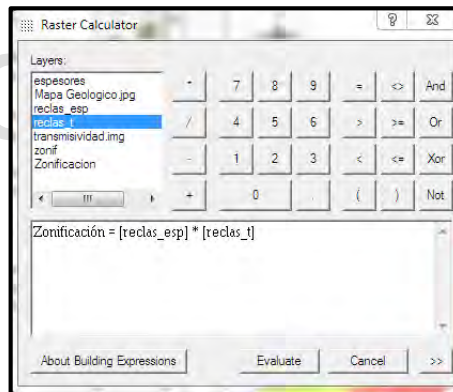 Raster Calculator
Layers:
espesores
Mapa Geologico.jpg
reclas_esp
reclas_t
transmisividad.img
zonif
Zonificacion
* 7 8 9 = <> And
/ 4 5 6 > >= Or
- 1 2 3 < <= Xor
+ 0 . ( ) Not
Zonificación = [reclas_esp] * [reclas_t]
About Building Expressions Evaluate Cancel >>